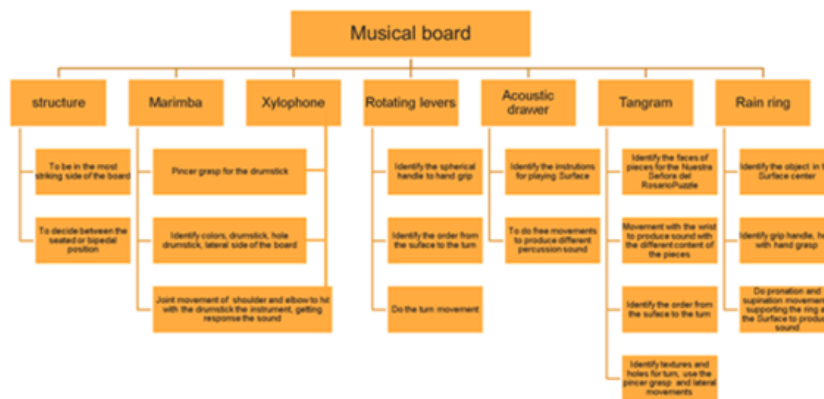 Musical board
structure
Marimba
Xylophone
Rotating levers
Acoustic
drawer
Tangram
Rain ring
To be in the most
striking side of the board
To decide between the
seated or bipedal
position
Pincer grasp for the drumstick
Identify colors, drumstick, hole
drumstick, lateral side of the board
Joint movement of shoulder and elbow to hit
with the drumstick the instrument, getting
response the sound
Identify the spherical
handle to hand grip
Identify the order from
the suface to the turn
Do the turn movement
Identify the instrutions
for playing Surface
To do free movements
to produce different
percussion sound
Identify the faces of
pieces for the Nuestra
Señora del
RosarioPuzzle
Movement with the wrist
to produce sound with
the different content of
the pieces
Identify the order from
the suface to the turn
Identify textures and
holes for turn, use the
pincer grasp and lateral
movements
Identify the object in
Surface center
Identify grip handle,
with hand grasp
Do pronation and
supination
supporting the ring
the Surface to
sound